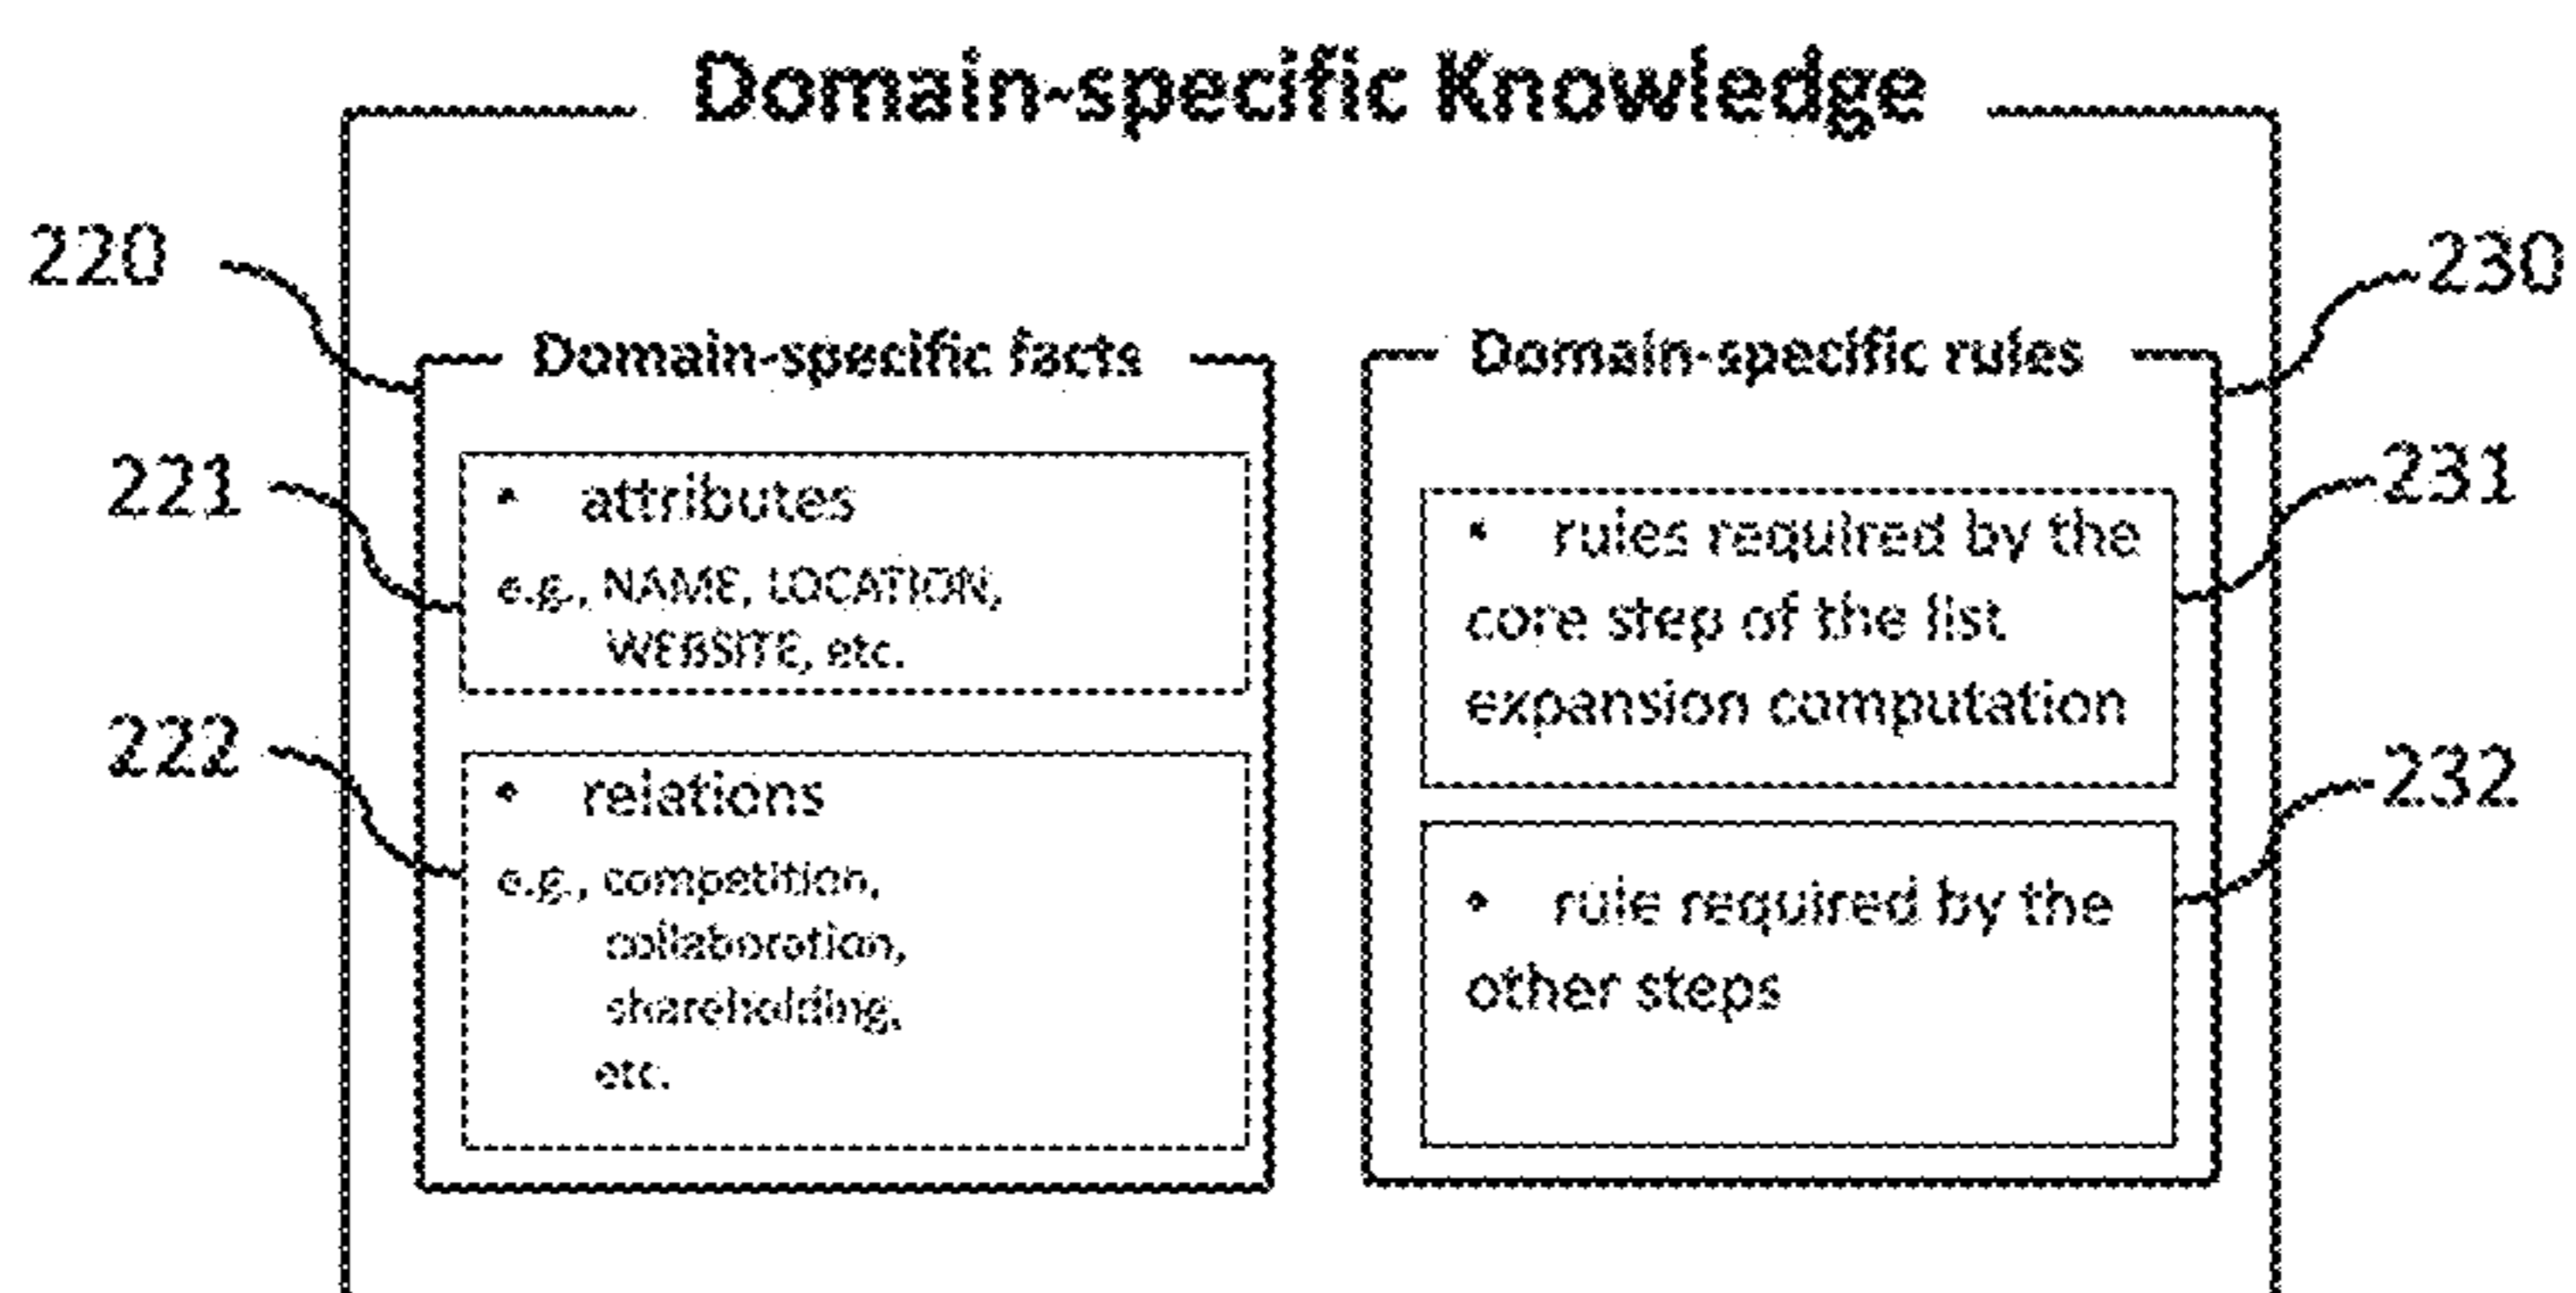 Domain-specific Knowledge
220
230
Domain-specific facts
221
• attributes
e.g., NAME, LOCATION,
WEBSITE, etc.
222
• relations
e.g., competition,
collaboration,
shareholding,
etc.
Domain-specific rules
231
• rules required by the
core step of the list
expansion computation
232
• rule required by the
other steps